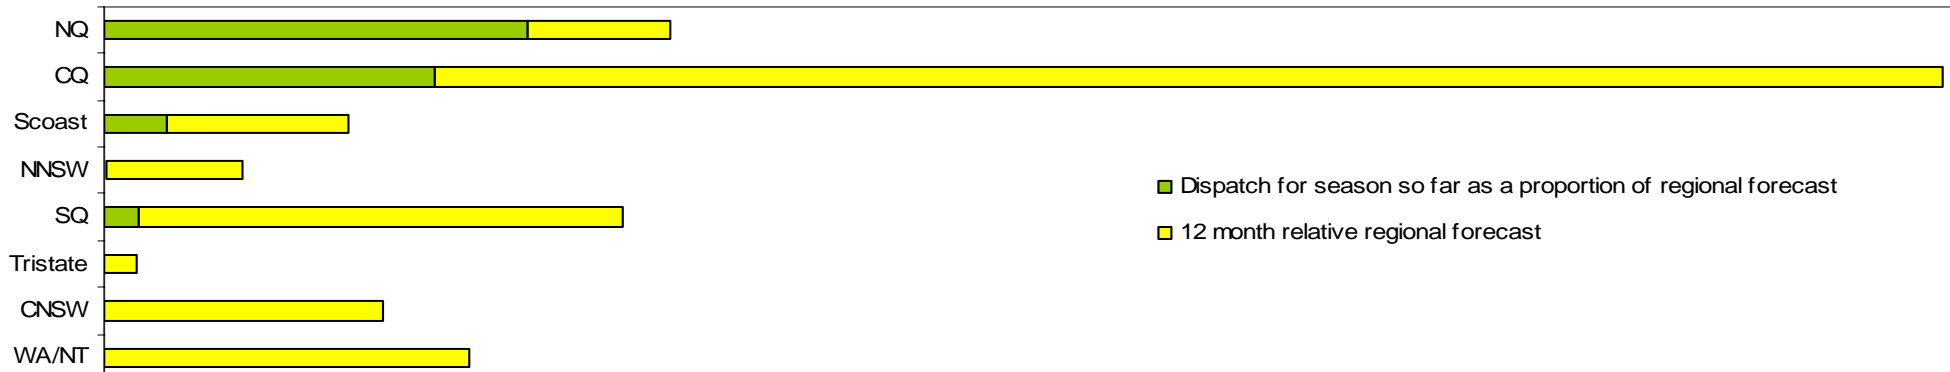 NQ
CQ
Scoast
NNSW
SQ
Tristate
CNSW
WA/NT
Dispatch for season so far as a proportion of regional forecast
12 month relative regional forecast